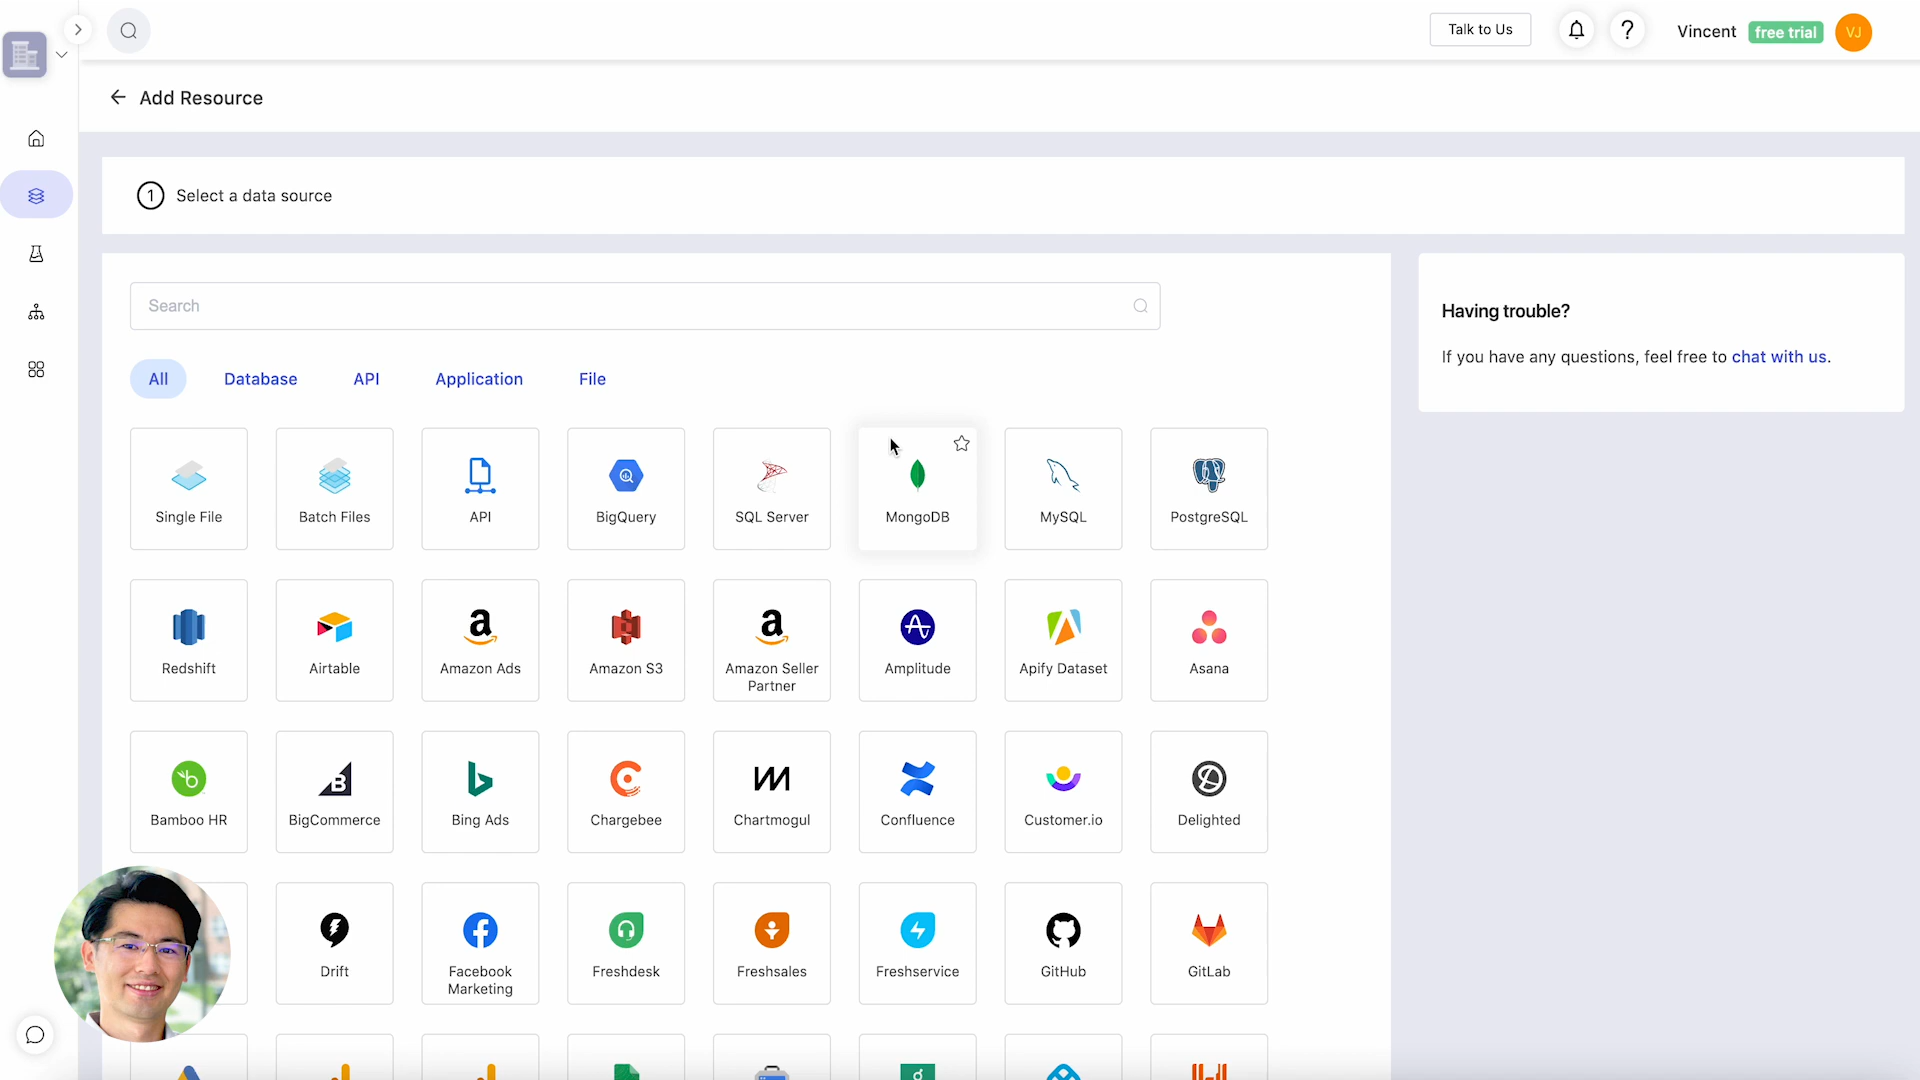 Talk to Us
?
Vincent
free trial
VJ
Add Resource
1
Select a data source
Search
All
Database
API
Application
File
Having trouble?
If you have any questions, feel free to chat with us.
Single File
Batch Files
API
BigQuery
SQL Server
MongoDB
MySQL
PostgreSQL
Redshift
Airtable
Amazon Ads
Amazon S3
Amazon Seller
Partner
Amplitude
Apify Dataset
Asana
Bamboo HR
BigCommerce
Bing Ads
Chargebee
Chartmogul
Confluence
Customer.io
Delighted
Drift
Facebook
Marketing
Freshdesk
Freshsales
Freshservice
GitHub
GitLab